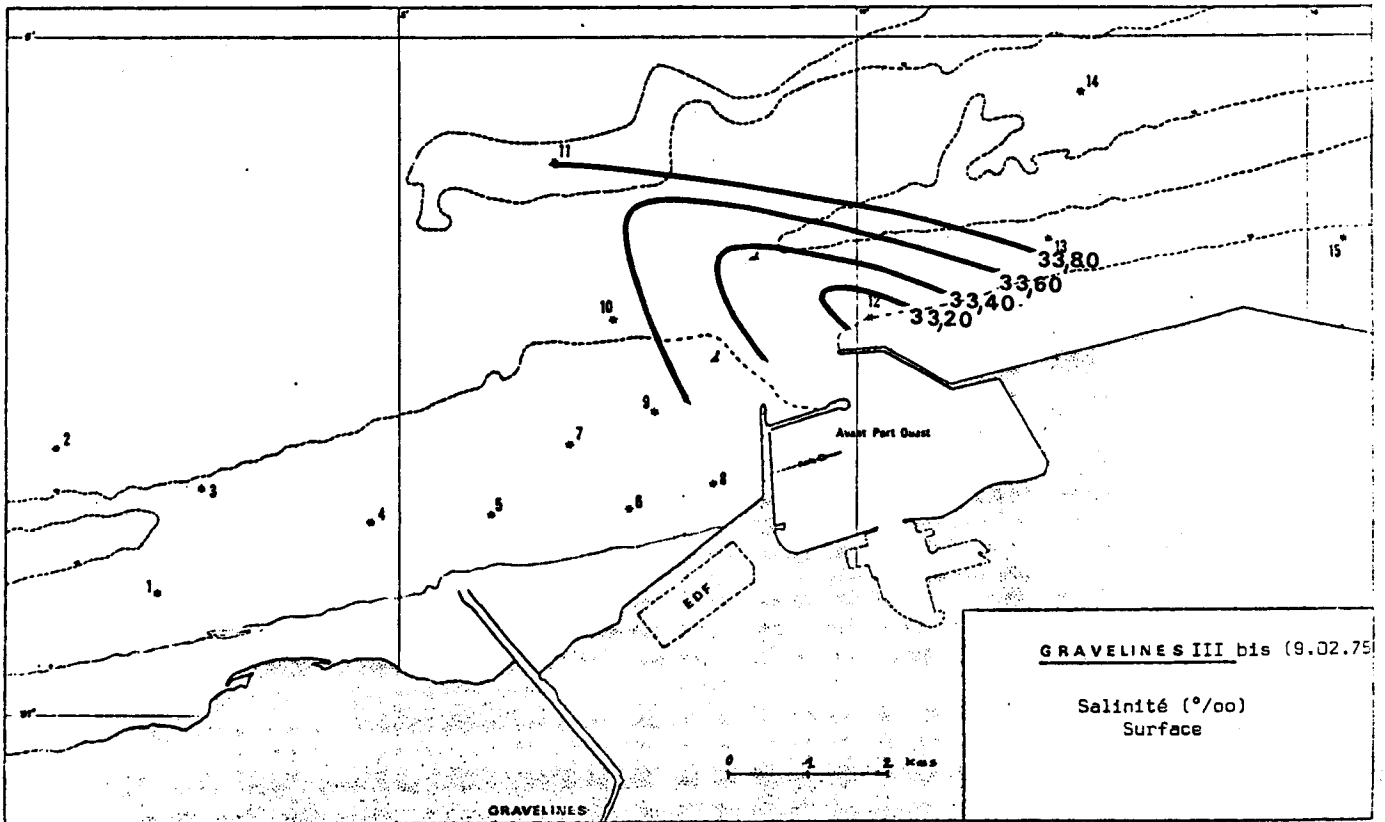 14
11
13
15
33,80
33,60
33,40
33,20
12
10
9
7
2
3
8
6
5
4
1
Avant Port Ouest
EDF
GRAVELINES III bis (9.02.75
Salinité (°/oo)
Surface
0 1 2 kms
GRAVELINES